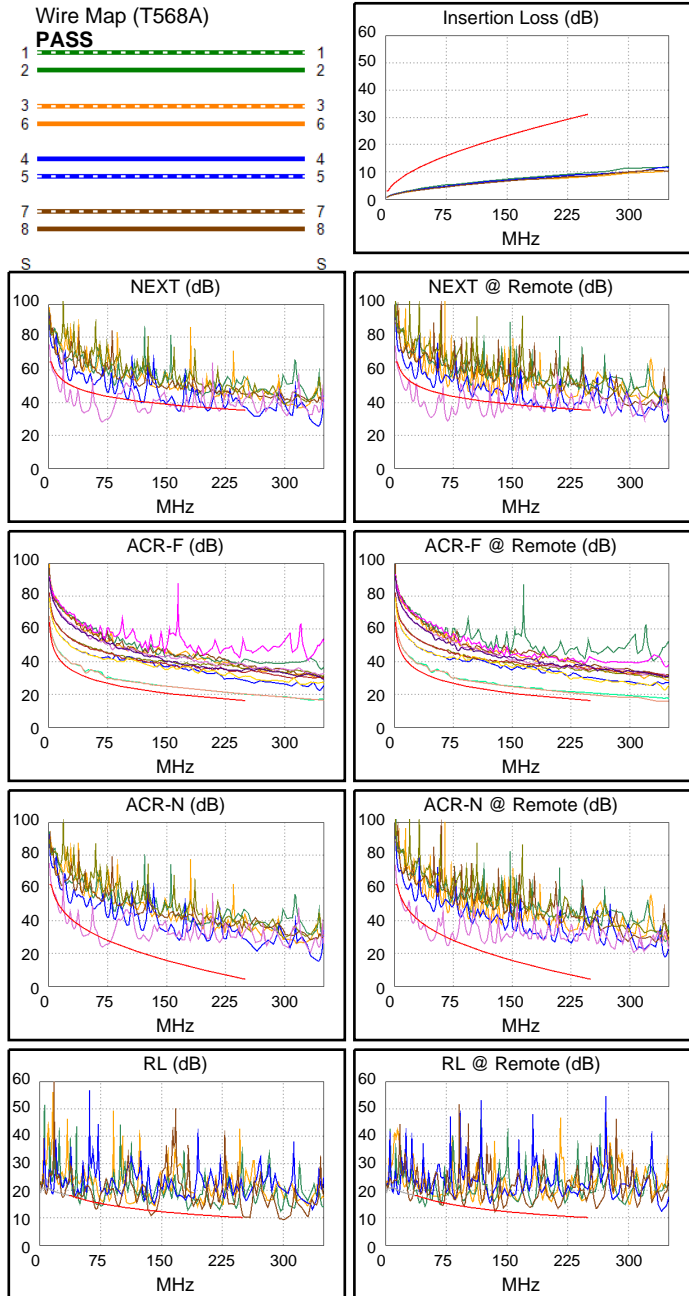 Wire Map (T568A)
PASS
1 1
2 2
3 3
6 6
4 4
5 5
7 7
8 8
S S
Insertion Loss (dB)
60
50
40
30
20
10
0
0 75 150 225 300
MHz
NEXT (dB)
100
80
60
40
20
0
0 75 150 225 300
MHz
NEXT @ Remote (dB)
100
80
60
40
20
0
0 75 150 225 300
MHz
ACR-F (dB)
100
80
60
40
20
0
0 75 150 225 300
MHz
ACR-F @ Remote (dB)
100
80
60
40
20
0
0 75 150 225 300
MHz
ACR-N (dB)
100
80
60
40
20
0
0 75 150 225 300
MHz
ACR-N @ Remote (dB)
100
80
60
40
20
0
0 75 150 225 300
MHz
RL (dB)
60
50
40
30
20
10
0
0 75 150 225 300
MHz
RL @ Remote (dB)
60
50
40
30
20
10
0
0 75 150 225 300
MHz